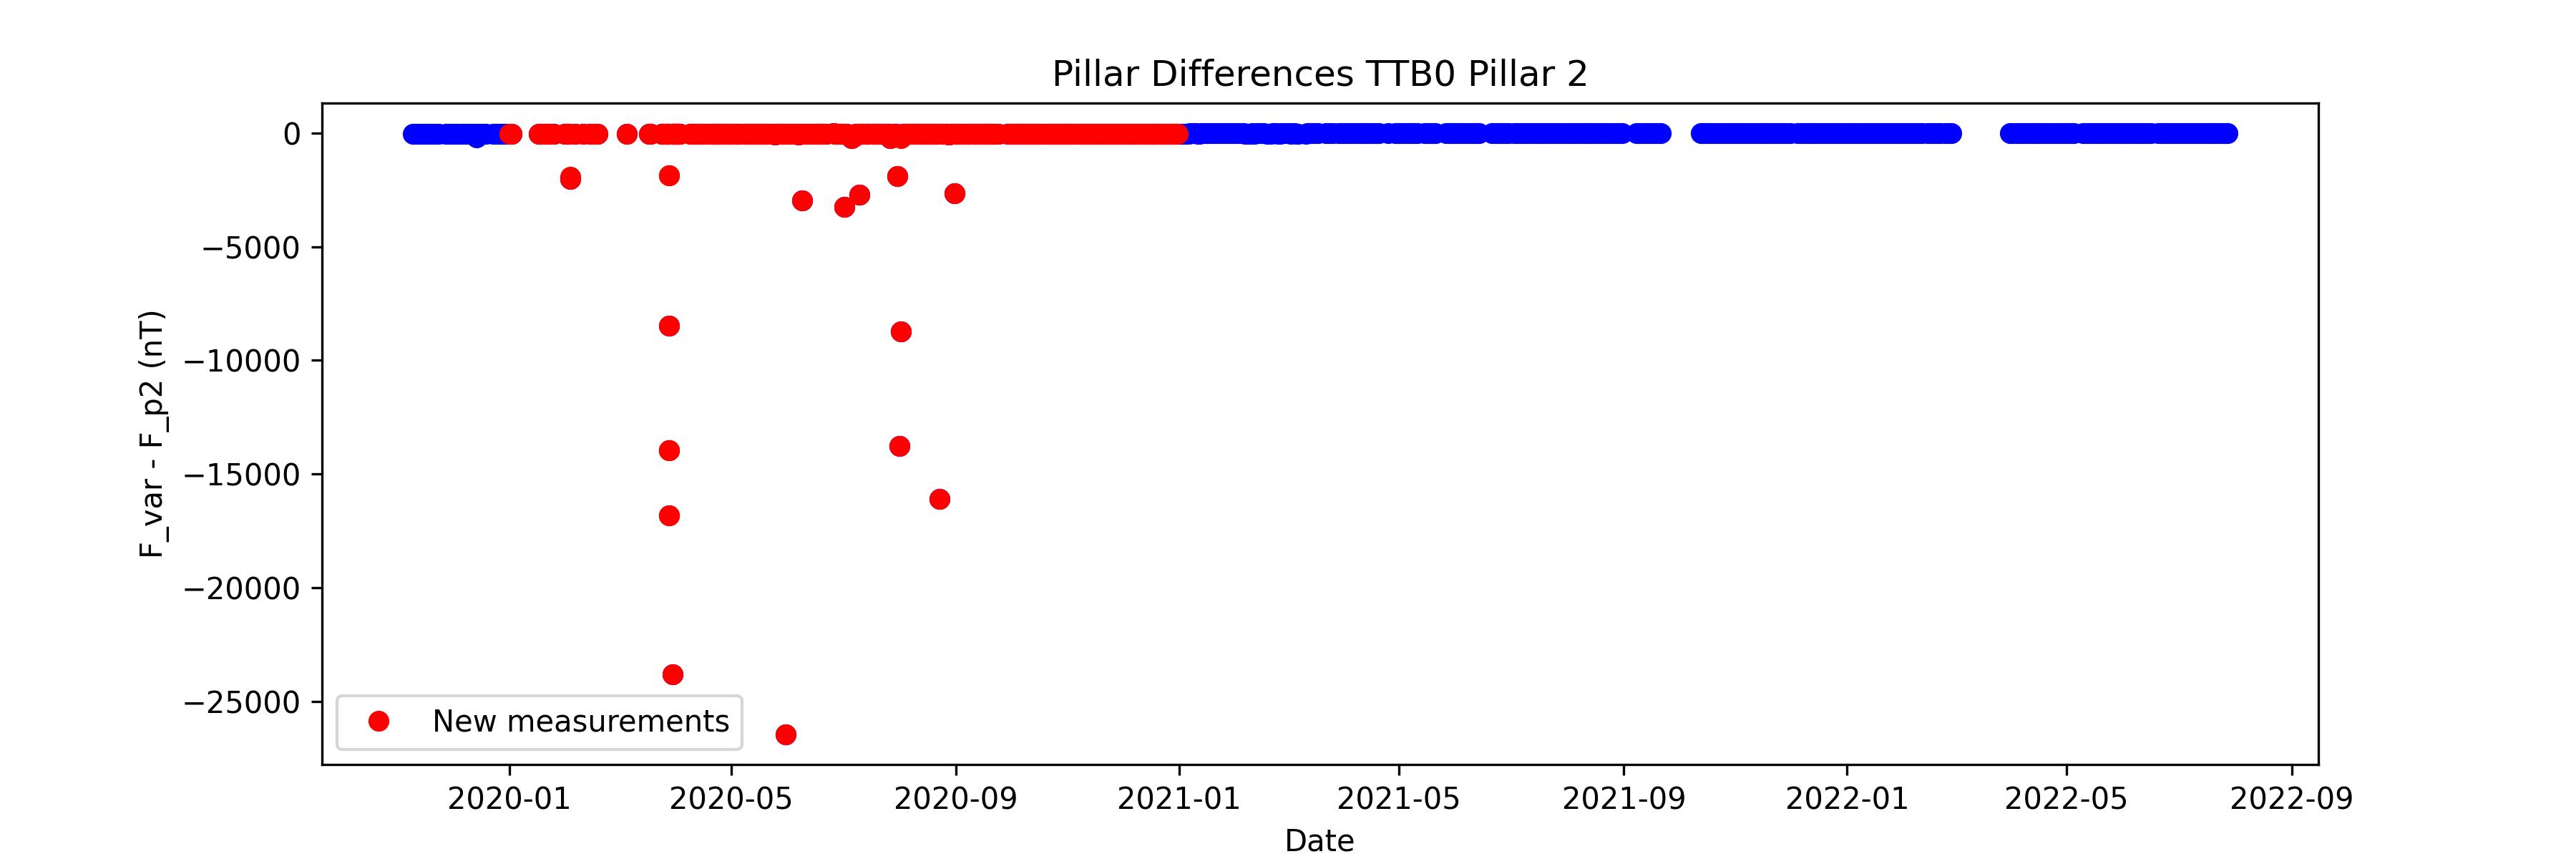 Pillar Differences TTB0 Pillar 2
0
−5000
−10000
−15000
−20000
−25000
F_var - F_p2 (nT)
New measurements
2020-01 2020-05 2020-09 2021-01 2021-05 2021-09 2022-01 2022-05 2022-09
Date